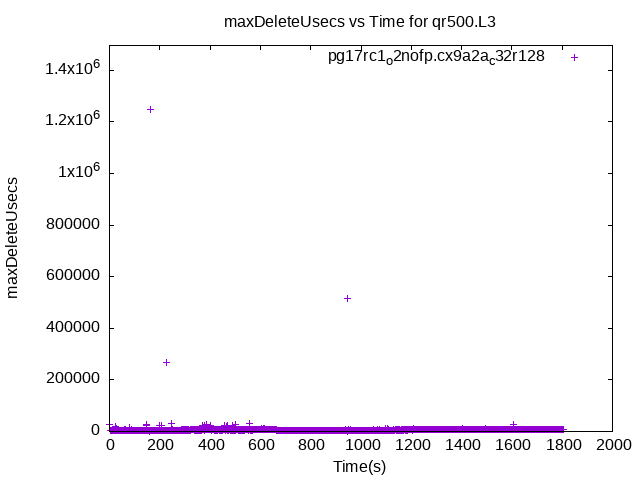 maxDeleteUsecs vs Time for qr500.L3
pg17rc1_o2nofp.cx9a2a_c32r128
1.4x10^6
1.2x10^6
1x10^6
800000
600000
400000
200000
0
maxDeleteUsecs
0 200 400 600 800 1000 1200 1400 1600 1800 2000
Time(s)